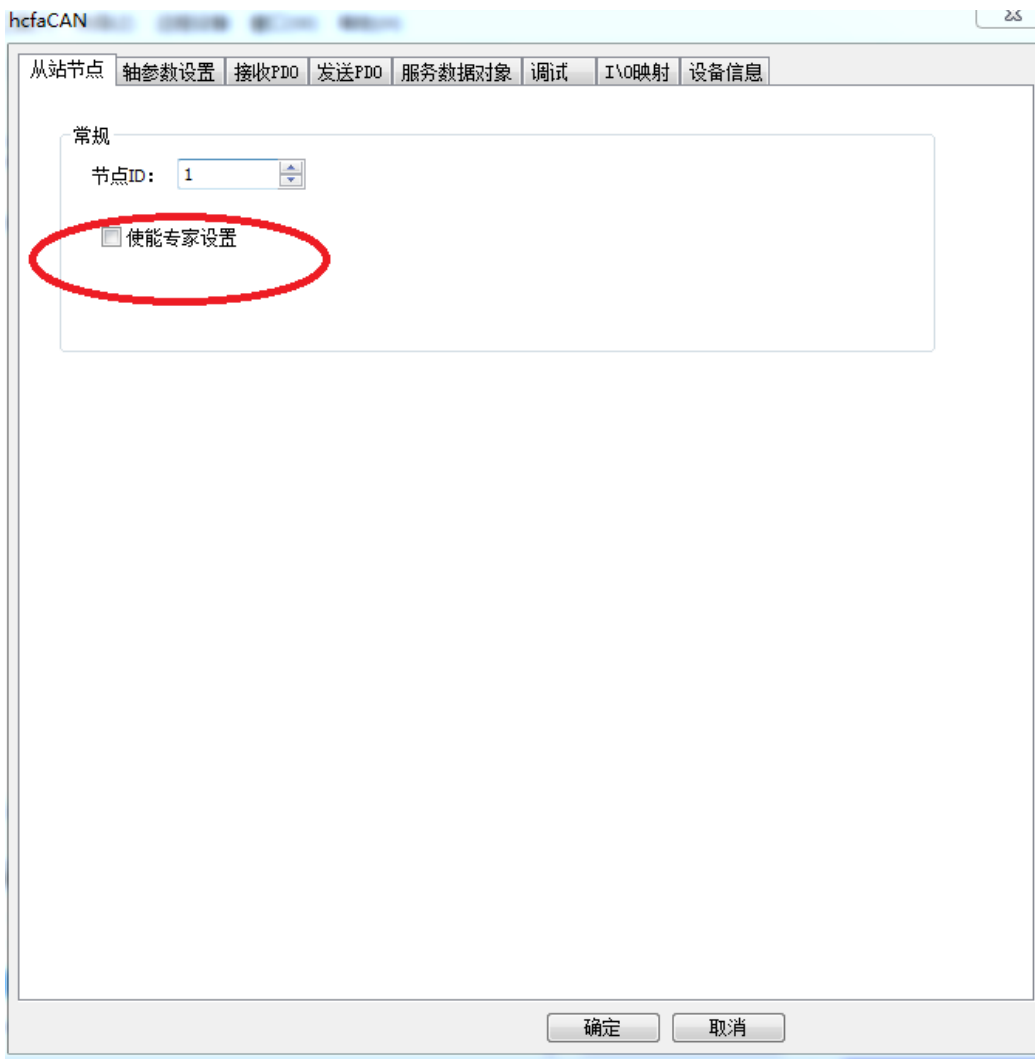 hcfaCAN
从站节点 轴参数设置 接收PDO 发送PDO 服务数据对象 调试 I\O映射 设备信息
常规
节点ID: 1
使能专家设置
确定 取消